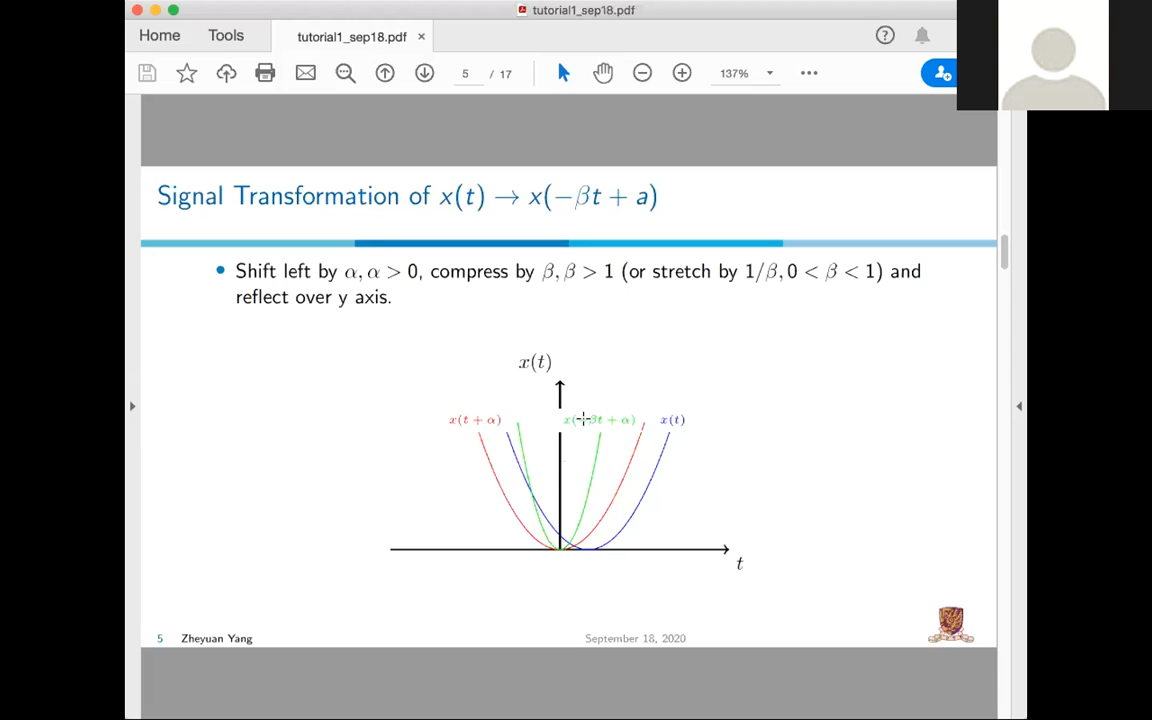 tutorial1_sep18.pdf
Home Tools tutorial1_sep18.pdf ×
5 / 17 137%
Signal Transformation of x(t) → x(−βt + a)
Shift left by α, α > 0, compress by β, β > 1 (or stretch by 1/β, 0 < β < 1) and
reflect over y axis.
x(t)
x(t + α) x(−βt + α) x(t)
t
5 Zheyuan Yang September 18, 2020